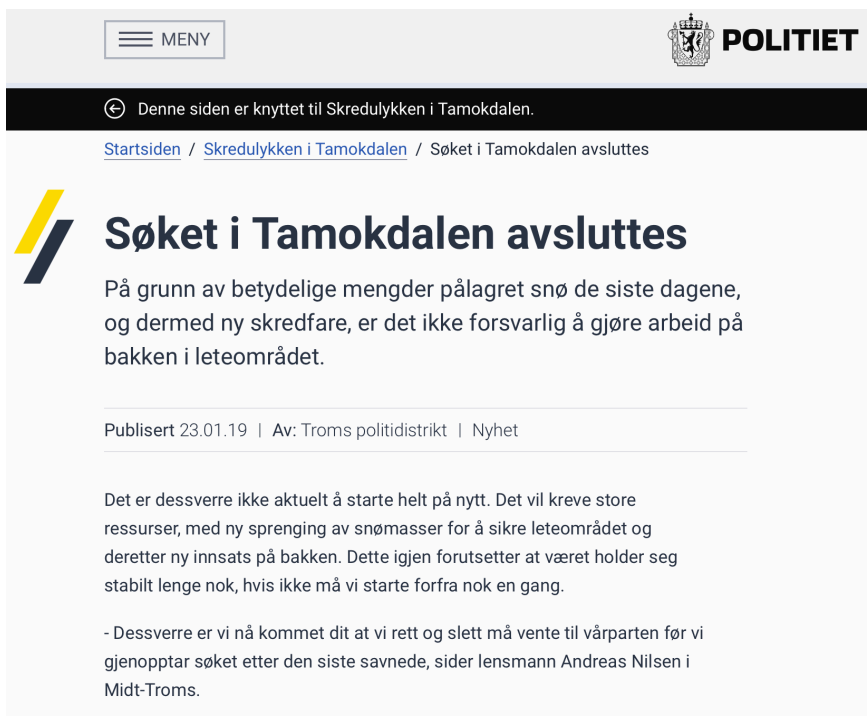 MENY
POLITIET
Denne siden er knyttet til Skredulykken i Tamokdalen.
Startsiden / Skredulykken i Tamokdalen / Søket i Tamokdalen avsluttes
Søket i Tamokdalen avsluttes
På grunn av betydelige mengder pålagret snø de siste dagene,
og dermed ny skredfare, er det ikke forsvarlig å gjøre arbeid på
bakken i leteområdet.
Publisert 23.01.19 | Av: Troms politidistrikt | Nyhet
Det er dessverre ikke aktuelt å starte helt på nytt. Det vil kreve store
ressurser, med ny sprenging av snømasser for å sikre leteområdet og
deretter ny innsats på bakken. Dette igjen forutsetter at været holder seg
stabilt lenge nok, hvis ikke må vi starte forfra nok en gang.
- Dessverre er vi nå kommet dit at vi rett og slett må vente til vårparten før vi
gjenopptar søket etter den siste savnede, sider lensmann Andreas Nilsen i
Midt-Troms.